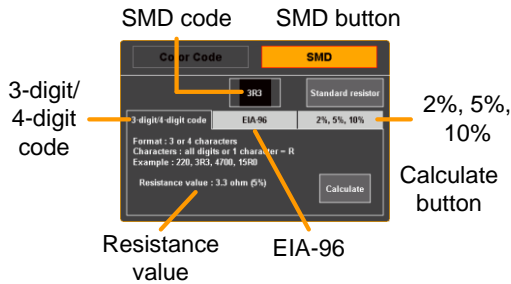 SMD code
SMD button
Color Code
SMD
3R3
Standard resistor
3-digit/
4-digit
code
3-digit/4-digit code
EIA-96
2%, 5%, 10%
2%, 5%,
10%
Format : 3 or 4 characters
Characters : all digits or 1 character = R
Example : 220, 3R3, 4700, 15R0
Resistance value : 3.3 ohm (5%)
Calculate
Calculate
button
Resistance
value
EIA-96